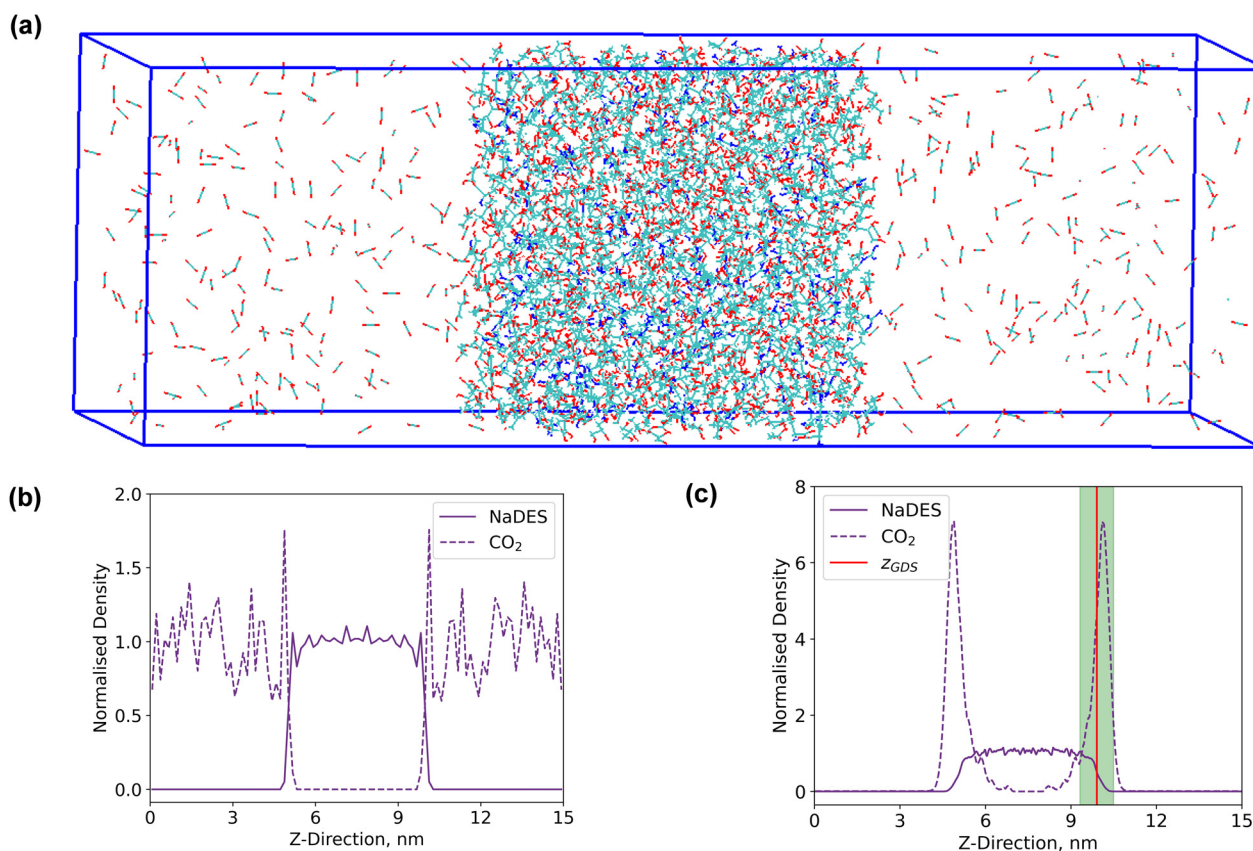 (a)
(b)
2.0
1.5
1.0
0.5
0.0
Normalised Density
NaDES
CO₂
0 3 6 9 12 15
Z-Direction, nm
(c)
8
6
4
2
0
Normalised Density
NaDES
CO₂
z_GDS
0 3 6 9 12 15
Z-Direction, nm